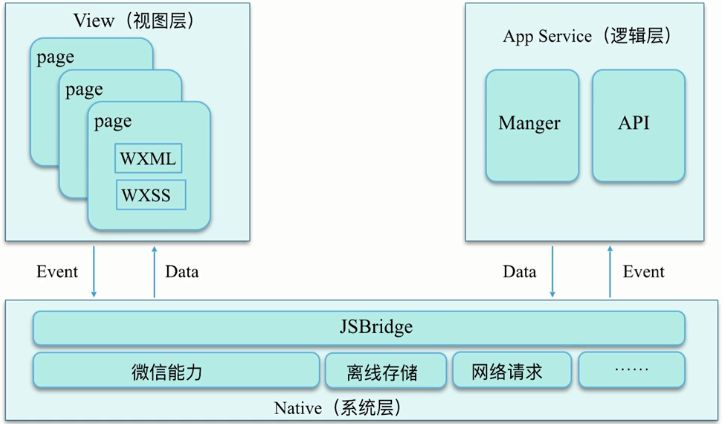 View（视图层）
page
page
page
WXML
WXSS
App Service（逻辑层）
Manger
API
Event
Data
Data
Event
JSBridge
微信能力
离线存储
网络请求
……
Native（系统层）